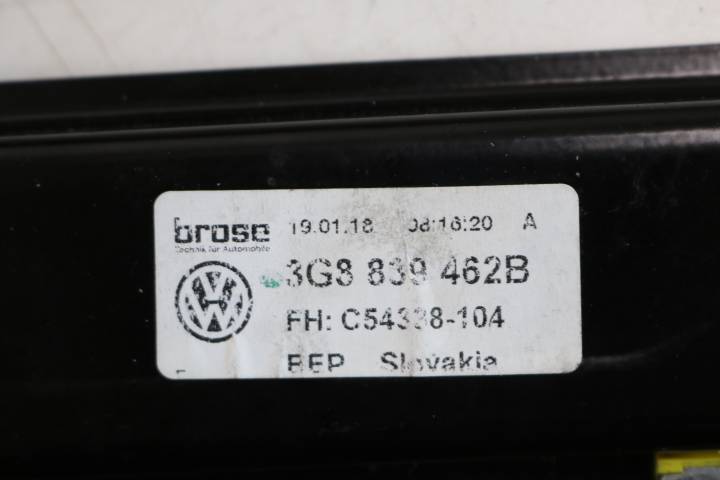 brose 19.01.18 08:16:20 A
Technik für Automobile
3G8 839 462B
FH: C54338-104
BEP Slovakia